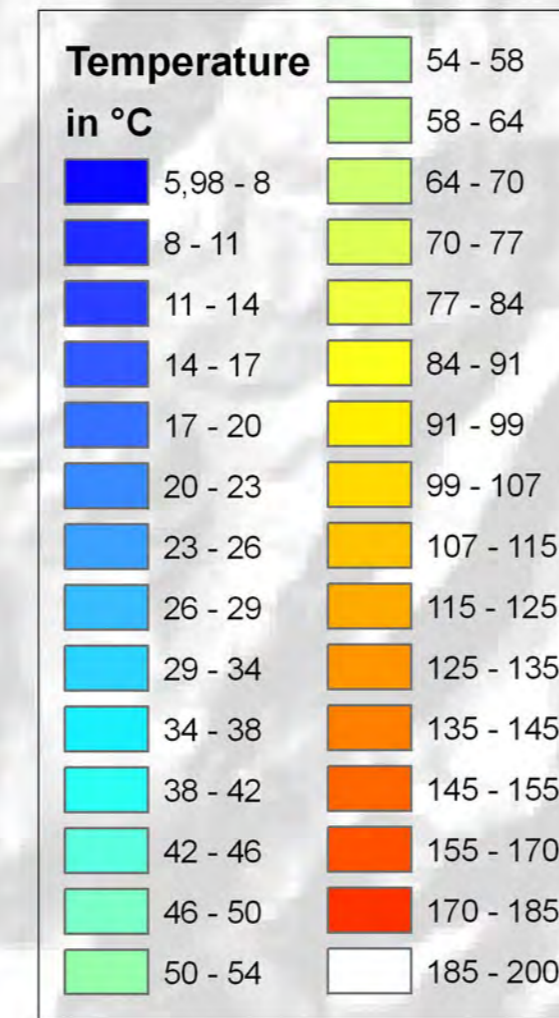 Temperature
in °C
5,98 - 8
8 - 11
11 - 14
14 - 17
17 - 20
20 - 23
23 - 26
26 - 29
29 - 34
34 - 38
38 - 42
42 - 46
46 - 50
50 - 54
54 - 58
58 - 64
64 - 70
70 - 77
77 - 84
84 - 91
91 - 99
99 - 107
107 - 115
115 - 125
125 - 135
135 - 145
145 - 155
155 - 170
170 - 185
185 - 200